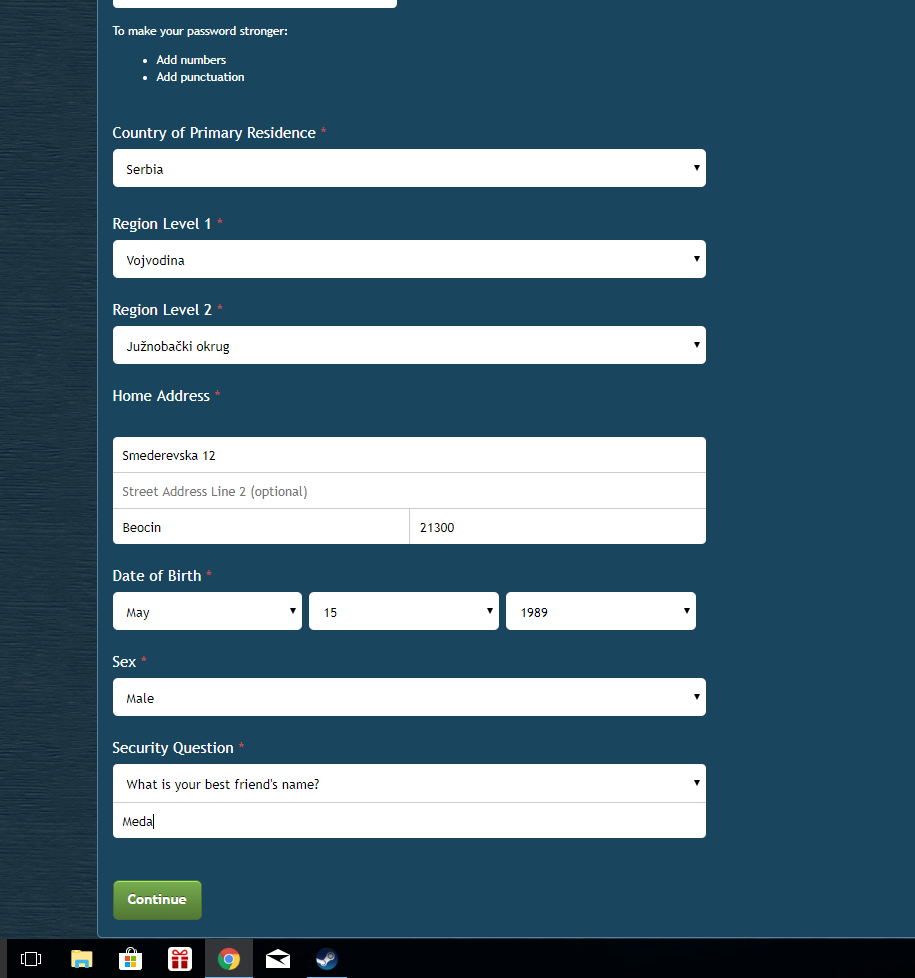 To make your password stronger:
Add numbers
Add punctuation
Country of Primary Residence *
Serbia
Region Level 1 *
Vojvodina
Region Level 2 *
Južnobački okrug
Home Address *
Smederevska 12
Street Address Line 2 (optional)
Beocin 21300
Date of Birth *
May 15 1989
Sex *
Male
Security Question *
What is your best friend's name?
Meda
Continue